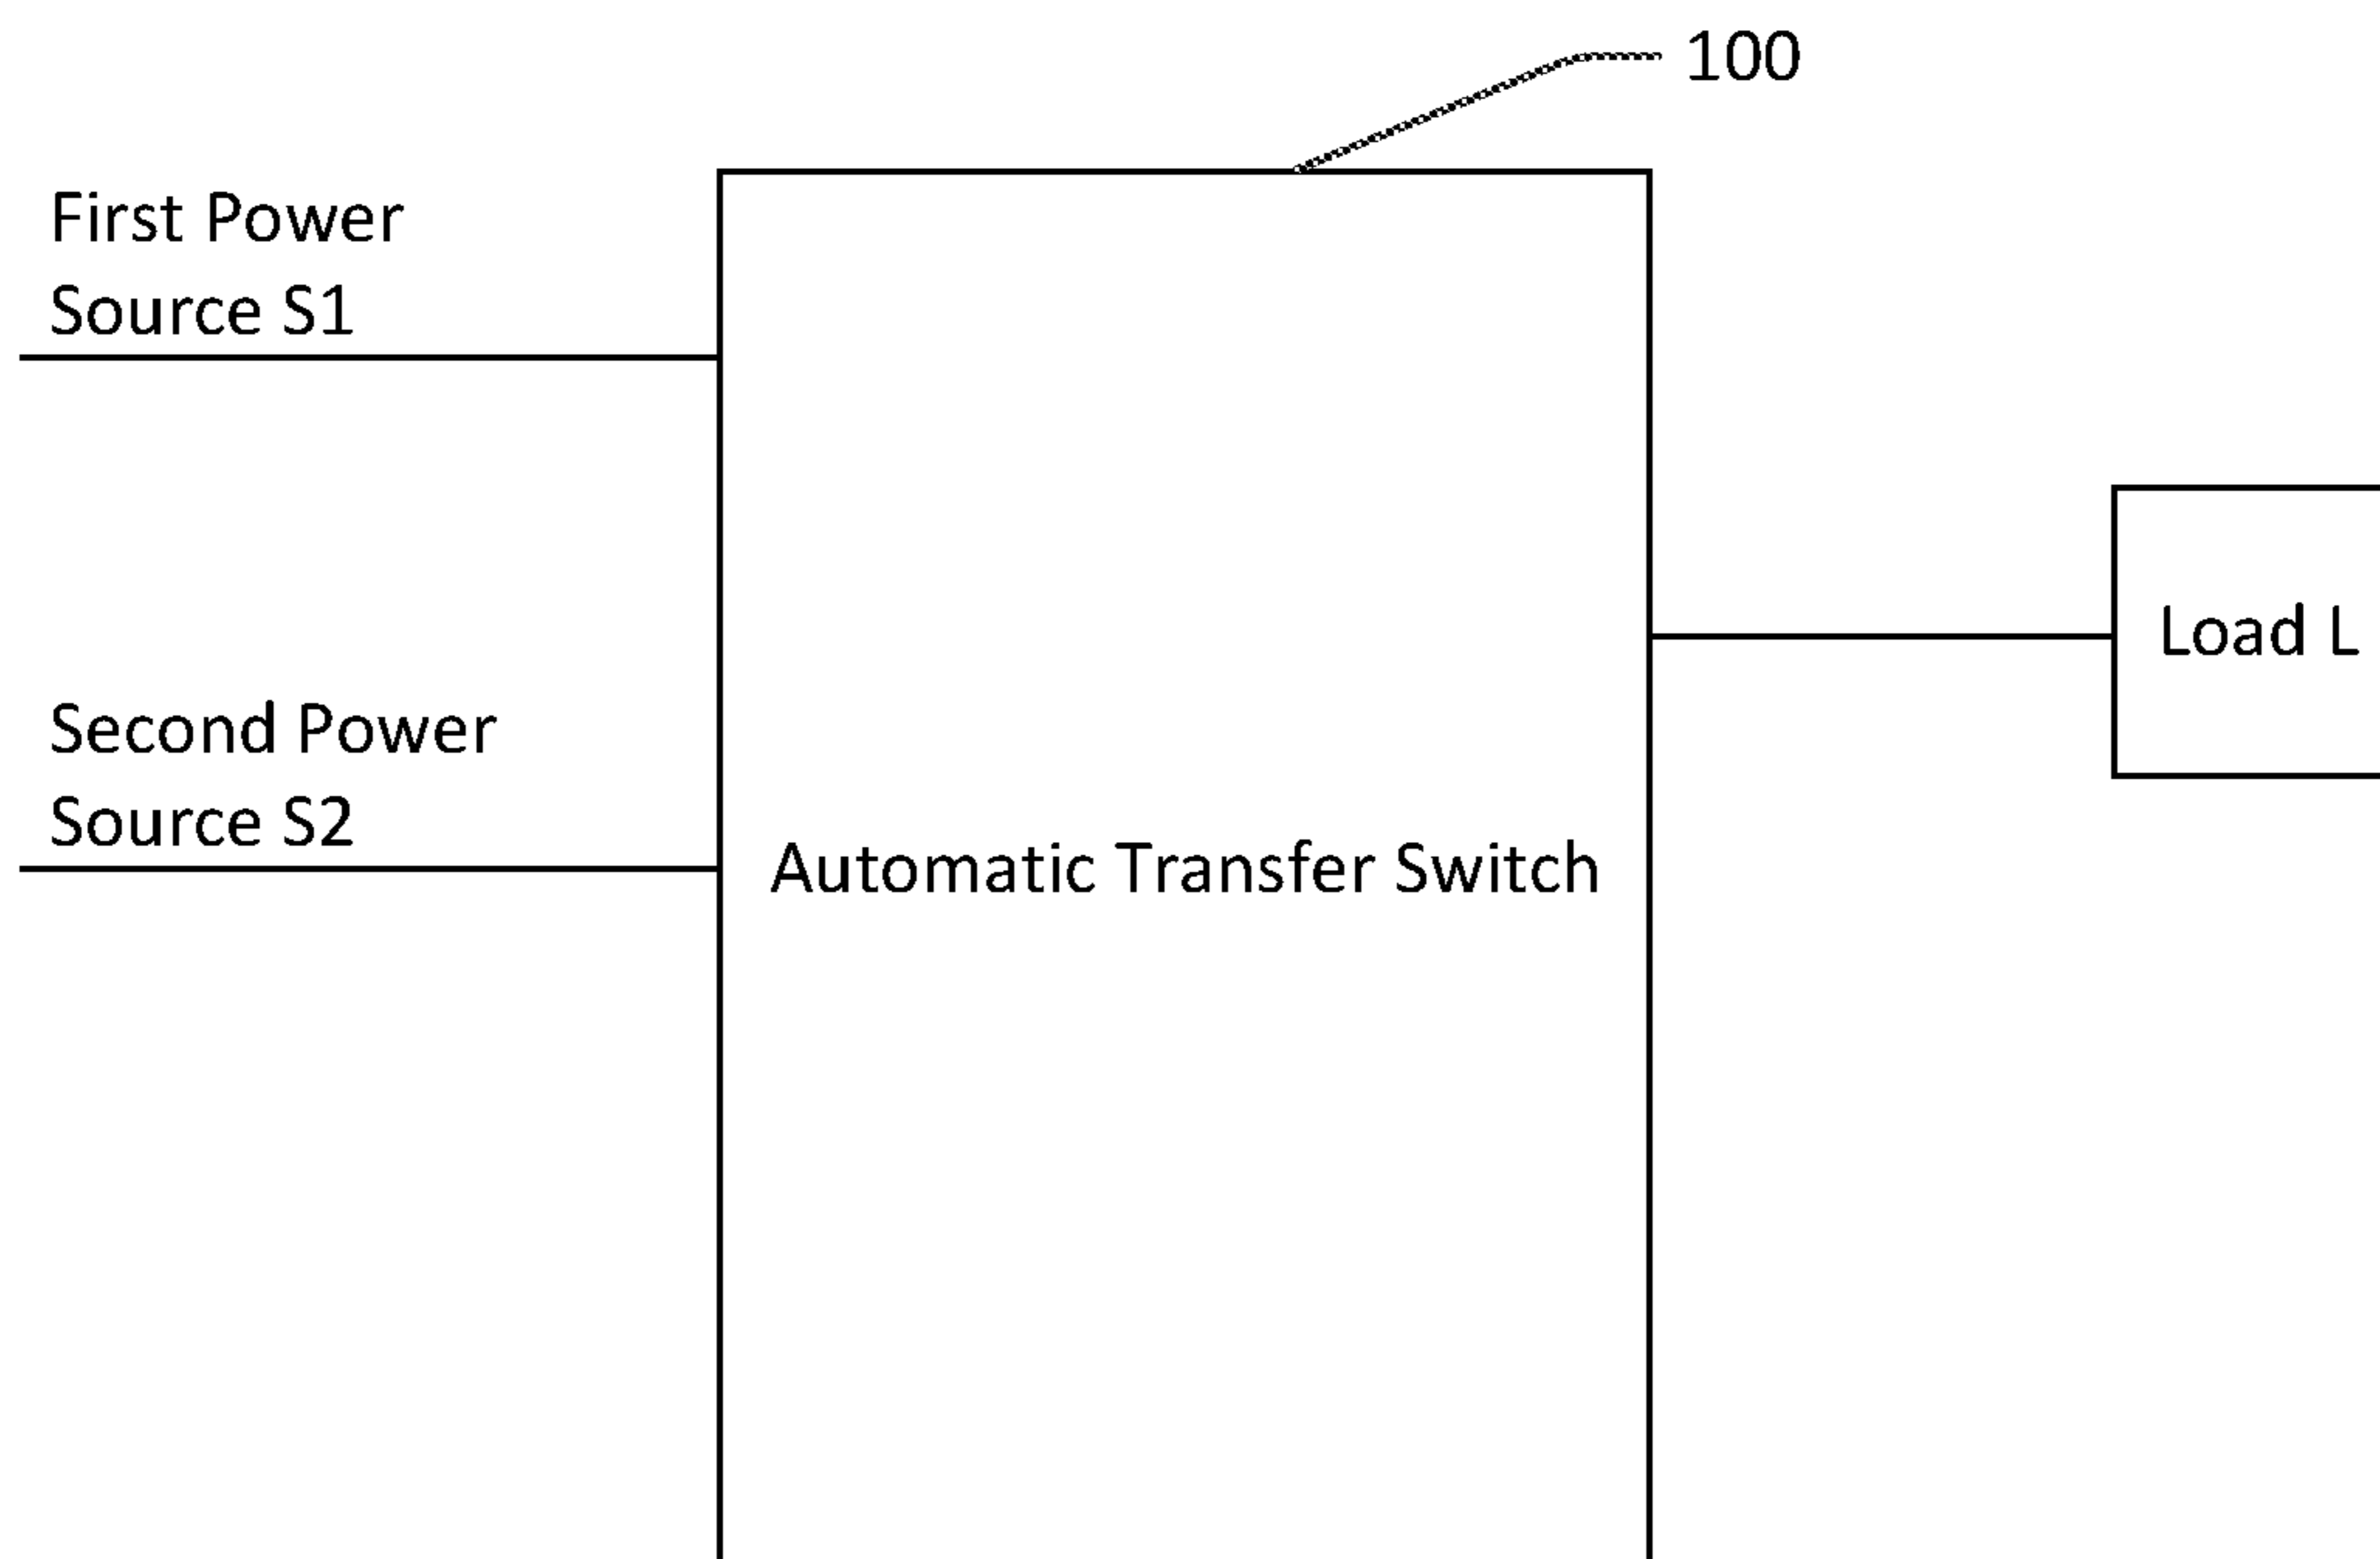 100
First Power
Source S1
Load L
Second Power
Source S2
Automatic Transfer Switch